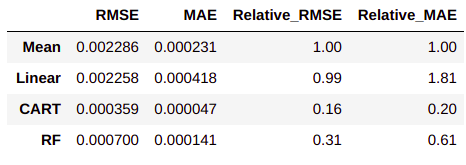 RMSE MAE Relative_RMSE Relative_MAE
Mean 0.002286 0.000231 1.00 1.00
Linear 0.002258 0.000418 0.99 1.81
CART 0.000359 0.000047 0.16 0.20
RF 0.000700 0.000141 0.31 0.61